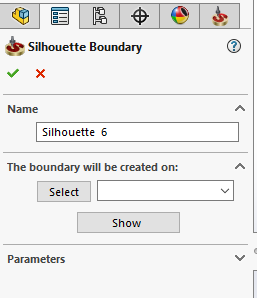 Silhouette Boundary
Name
Silhouette 6
The boundary will be created on:
Select
Show
Parameters